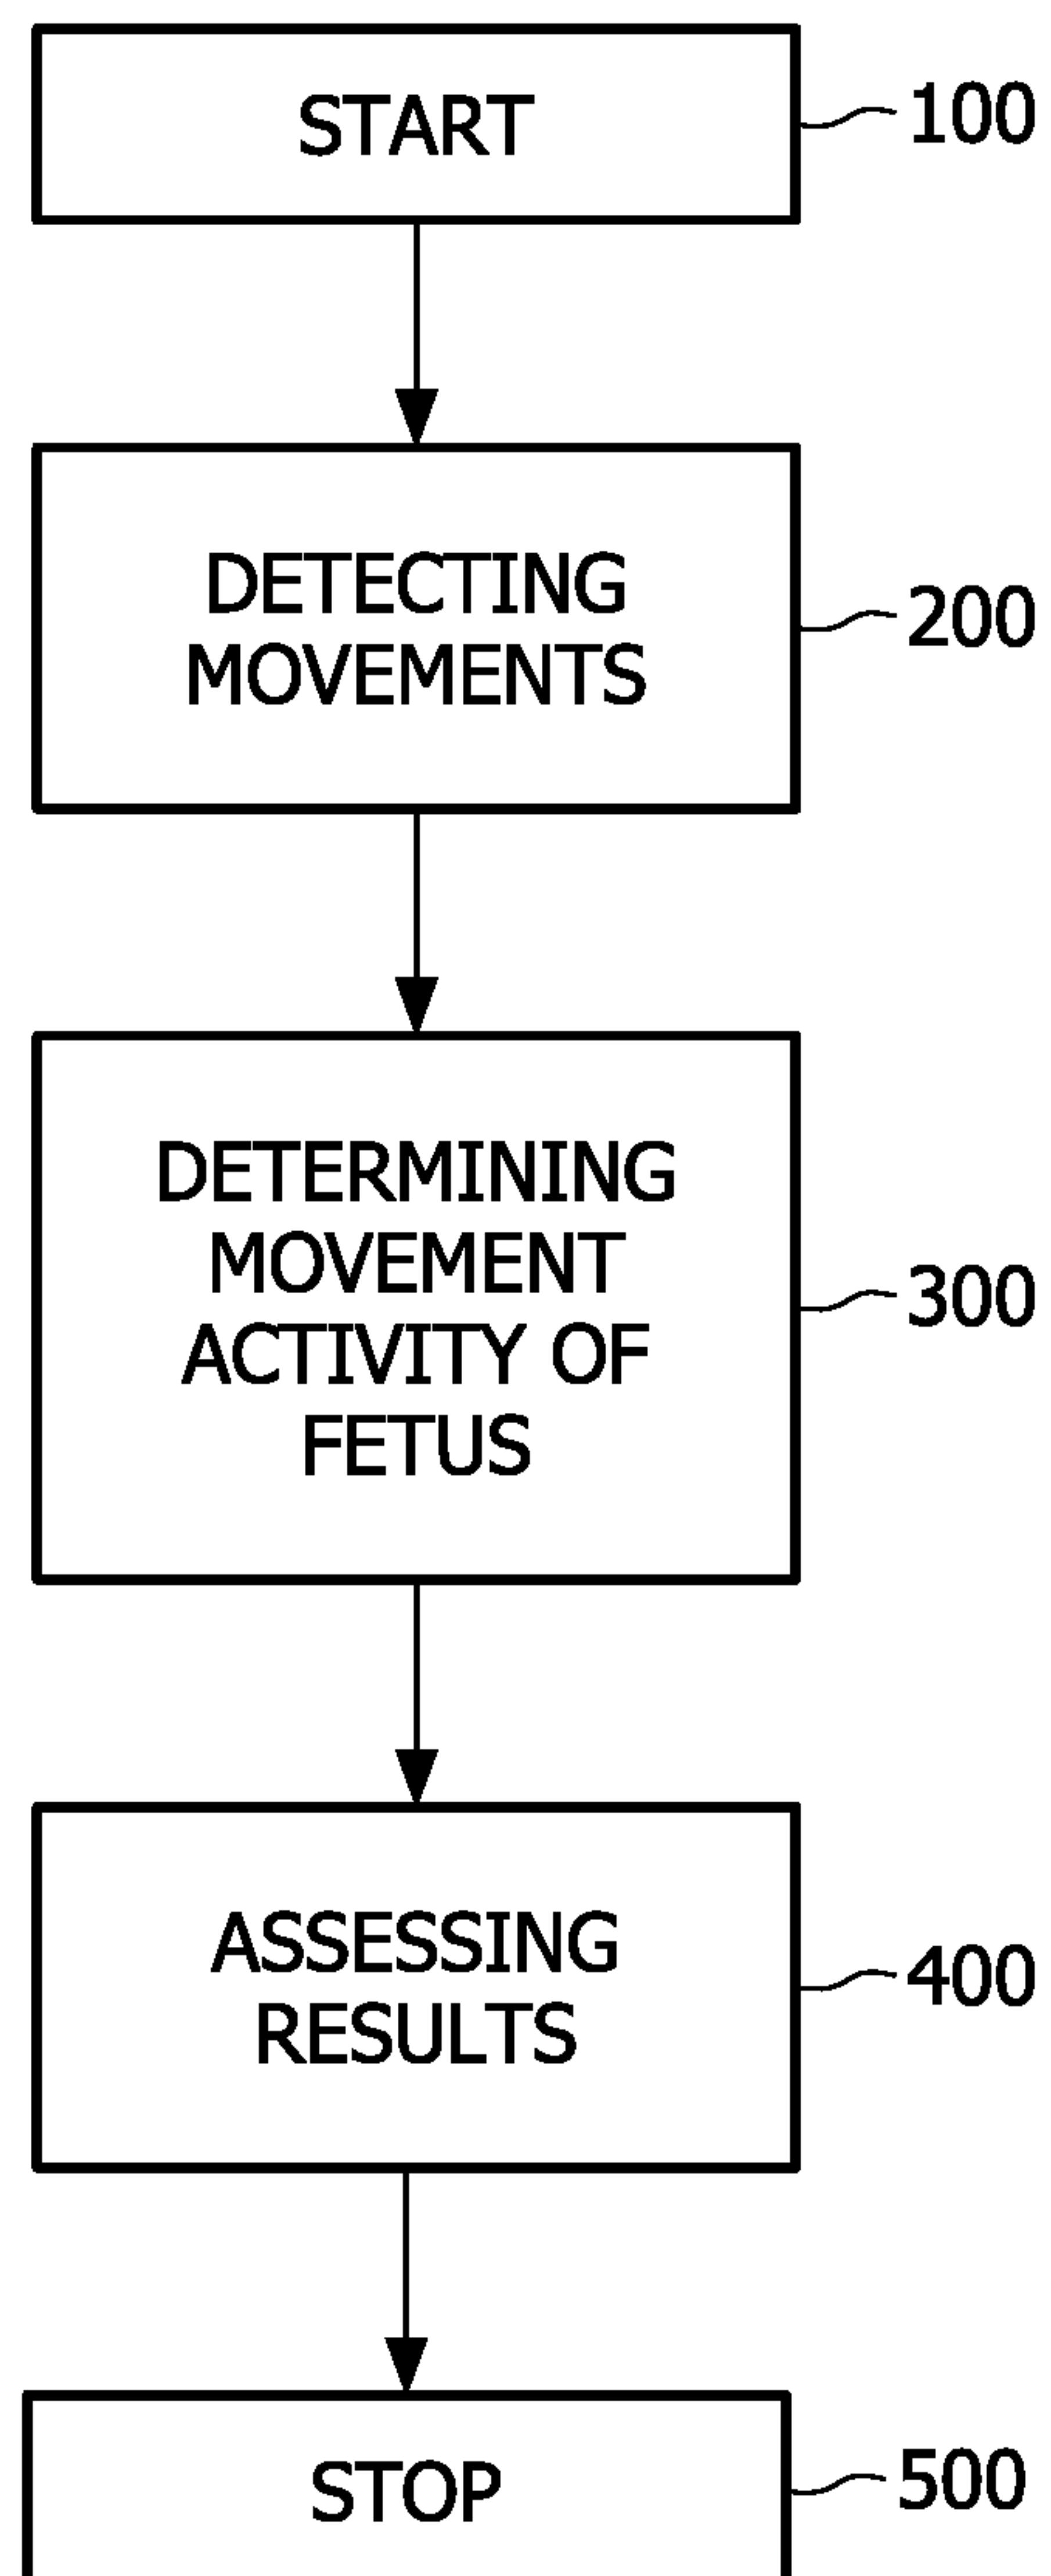 START
100
DETECTING
MOVEMENTS
200
DETERMINING
MOVEMENT
ACTIVITY OF
FETUS
300
ASSESSING
RESULTS
400
STOP
500